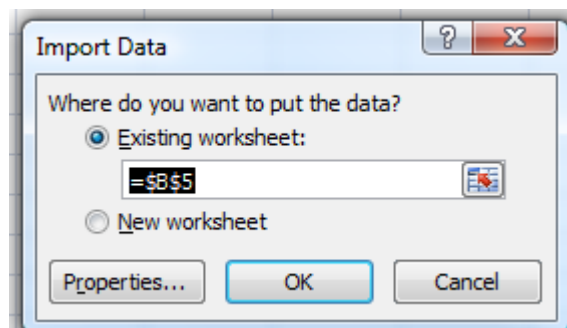 Import Data
Where do you want to put the data?
Existing worksheet:
=$B$5
New worksheet
Properties... OK Cancel